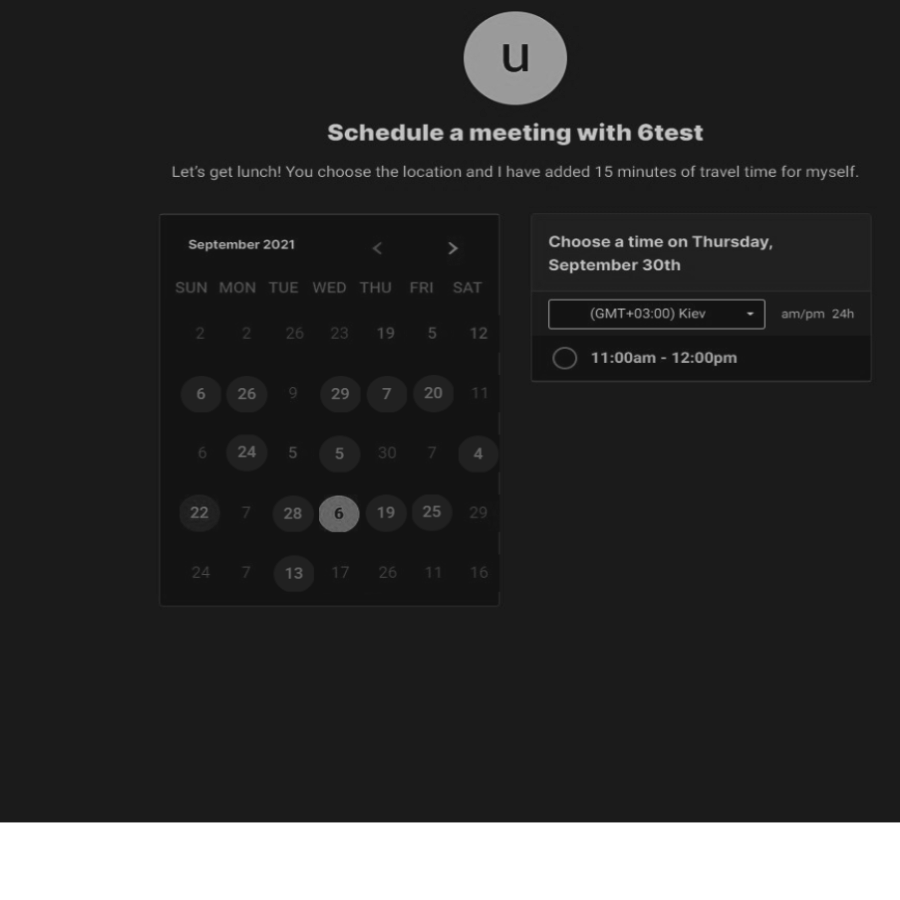 u
Schedule a meeting with 6test
Let's get lunch! You choose the location and I have added 15 minutes of travel time for myself.
September 2021
SUN MON TUE WED THU FRI SAT
2 2 26 23 19 5 12
6 26 9 29 7 20 11
6 24 5 5 30 7 4
22 7 28 6 19 25 29
24 7 13 17 26 11 16
Choose a time on Thursday,
September 30th
(GMT+03:00) Kiev am/pm 24h
11:00am - 12:00pm